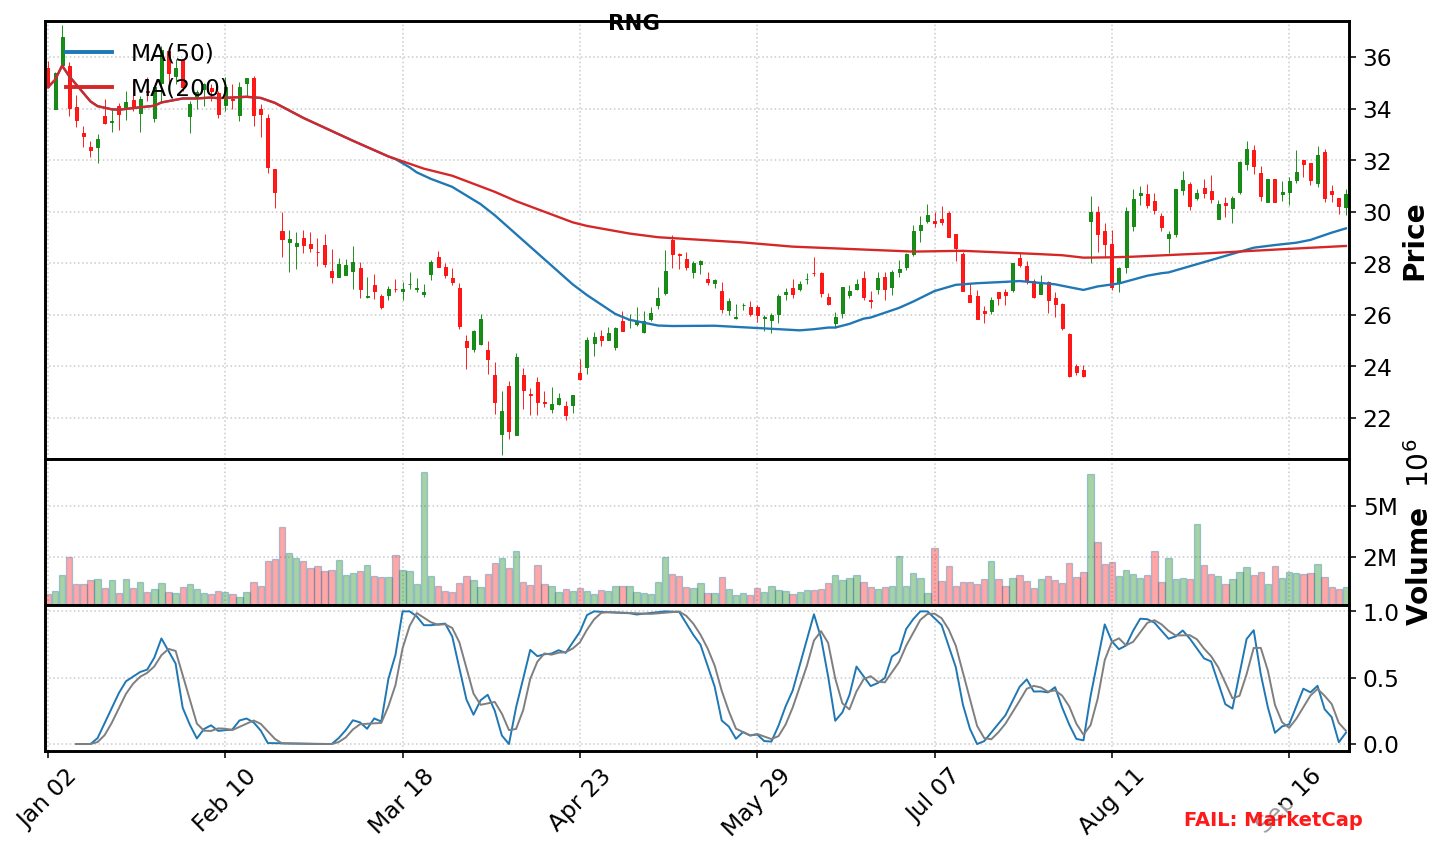 RNG
MA(50)
MA(200)
36
34
32
30
28
26
24
22
Price
10⁶
5M
2M
Volume
1.0
0.5
0.0
Jan 02
Feb 10
Mar 18
Apr 23
May 29
Jul 07
Aug 11
Sep 16
FAIL: MarketCap